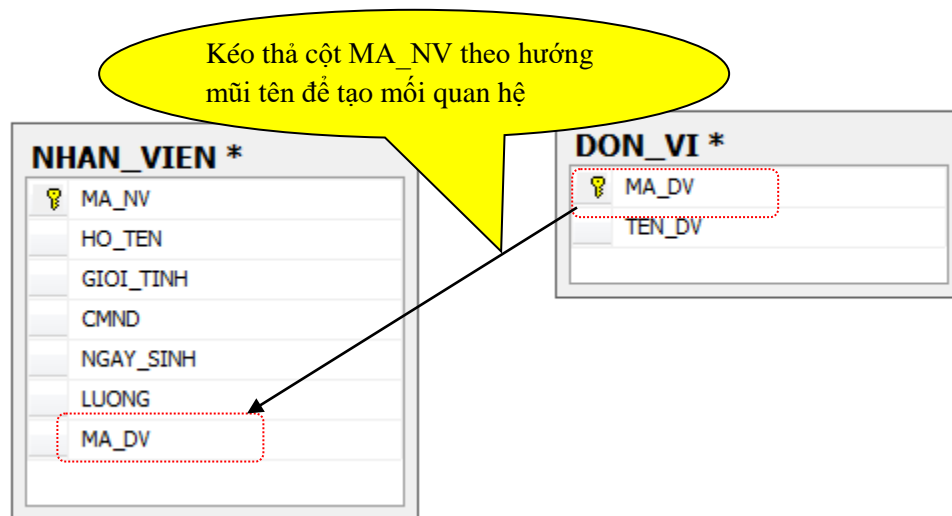 Kéo thả cột MA_NV theo hướng
mũi tên để tạo mối quan hệ
NHAN_VIEN *
MA_NV
HO_TEN
GIOI_TINH
CMND
NGAY_SINH
LUONG
MA_DV
DON_VI *
MA_DV
TEN_DV